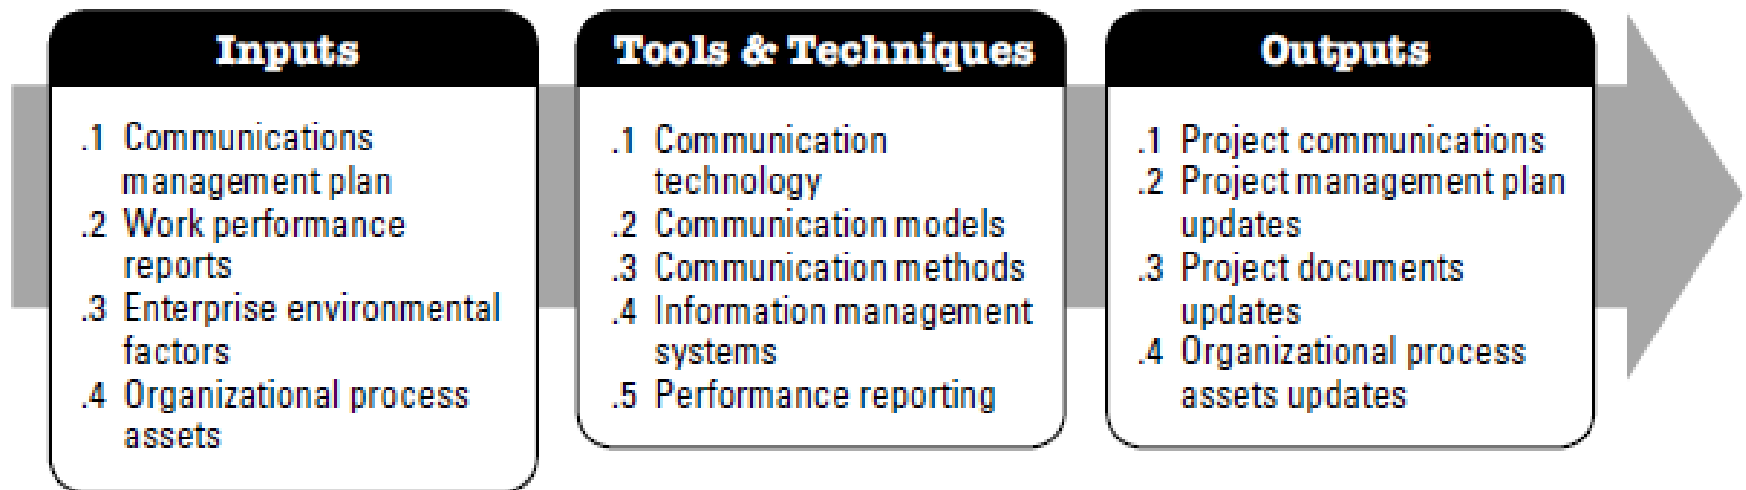 Inputs
.1 Communications
management plan
.2 Work performance
reports
.3 Enterprise environmental
factors
.4 Organizational process
assets
Tools & Techniques
.1 Communication
technology
.2 Communication models
.3 Communication methods
.4 Information management
systems
.5 Performance reporting
Outputs
.1 Project communications
.2 Project management plan
updates
.3 Project documents
updates
.4 Organizational process
assets updates